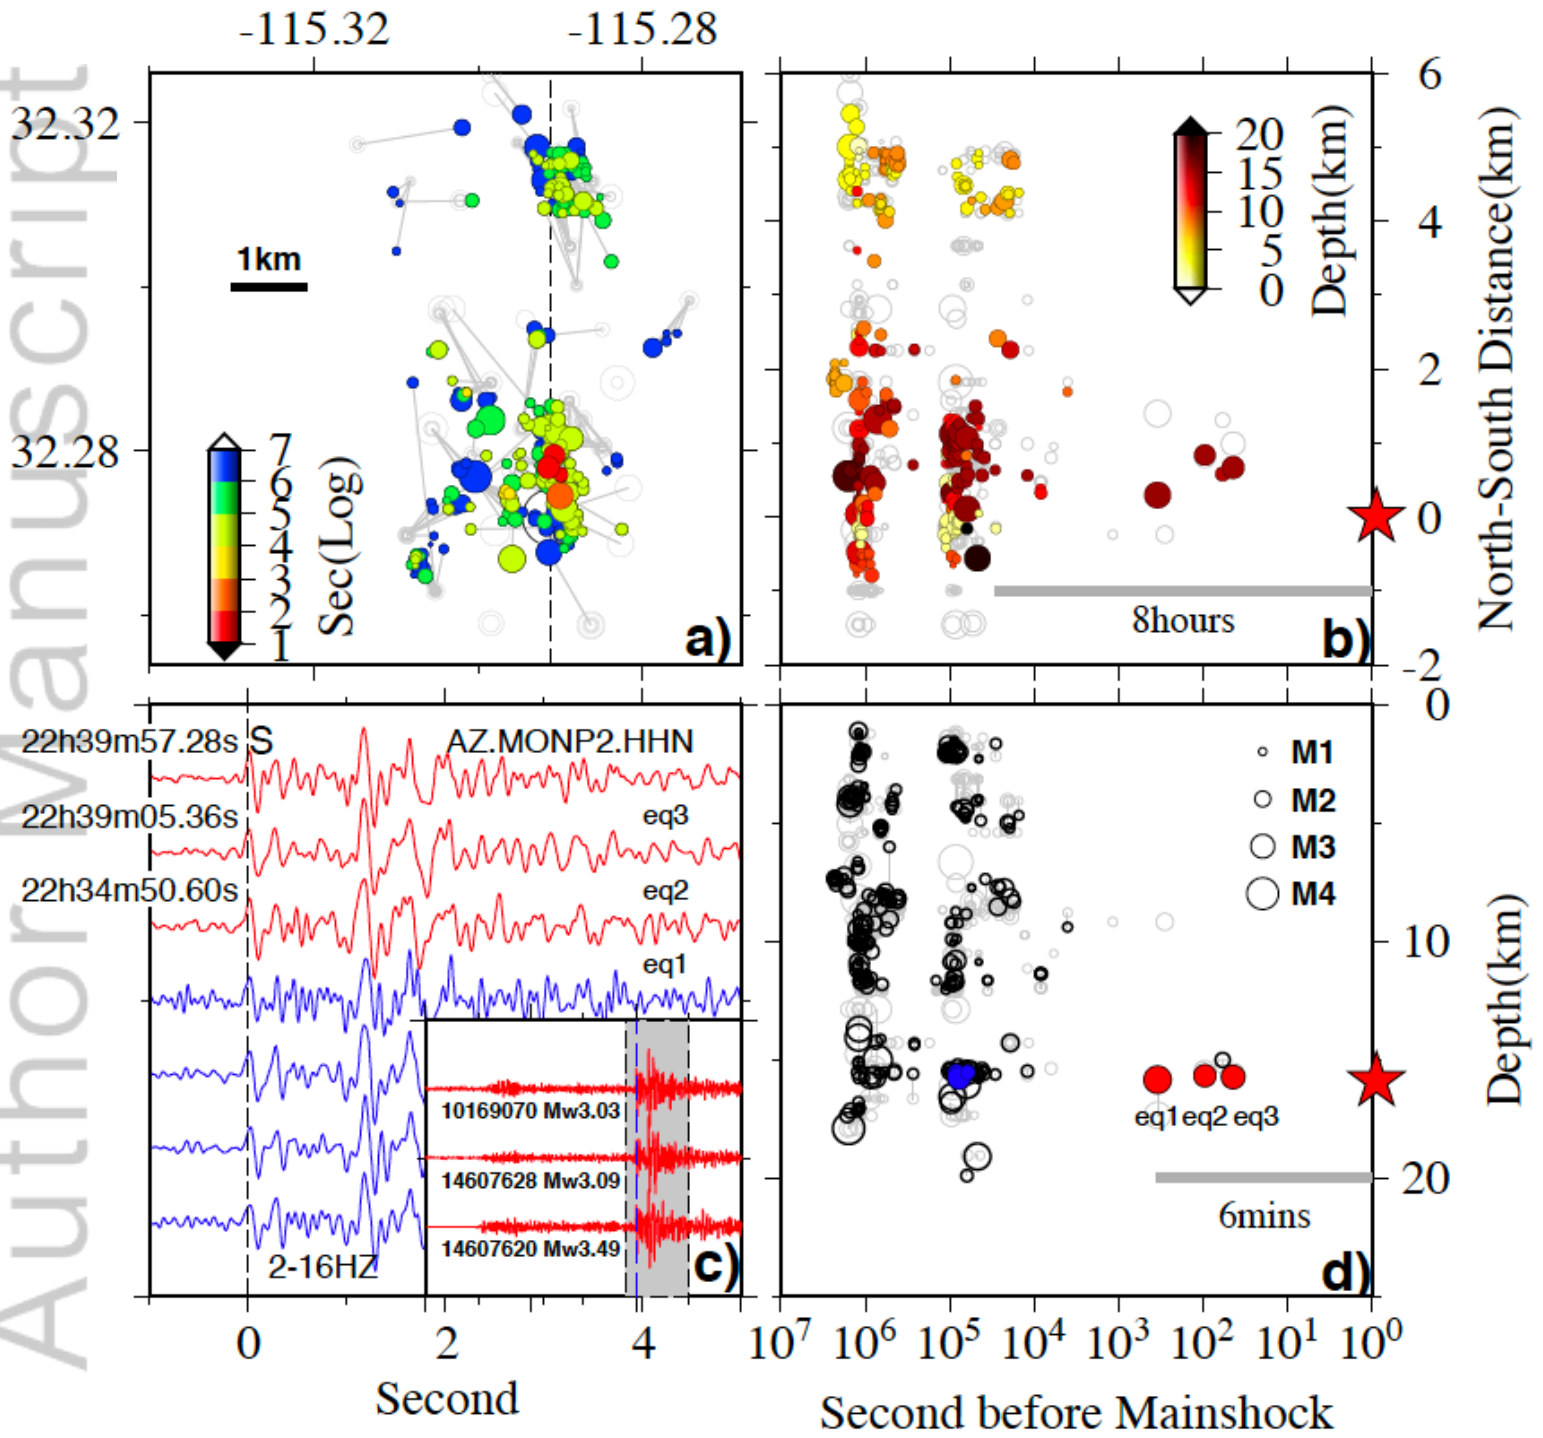 Author Manuscript
-115.32
-115.28
32.32
32.28
1km
7
6
5
4
3
2
1
Sec(Log)
a)
6
4
2
0
-2
North-South Distance(km)
20
15
10
5
0
Depth(km)
8hours
b)
22h39m57.28s
S
AZ.MONP2.HHN
22h39m05.36s
eq3
22h34m50.60s
eq2
eq1
10169070 Mw3.03
14607628 Mw3.09
14607620 Mw3.49
2-16HZ
c)
0
2
4
Second
M1
M2
M3
M4
eq1 eq2 eq3
6mins
d)
0
10
20
Depth(km)
10⁷ 10⁶ 10⁵ 10⁴ 10³ 10² 10¹ 10⁰
Second before Mainshock